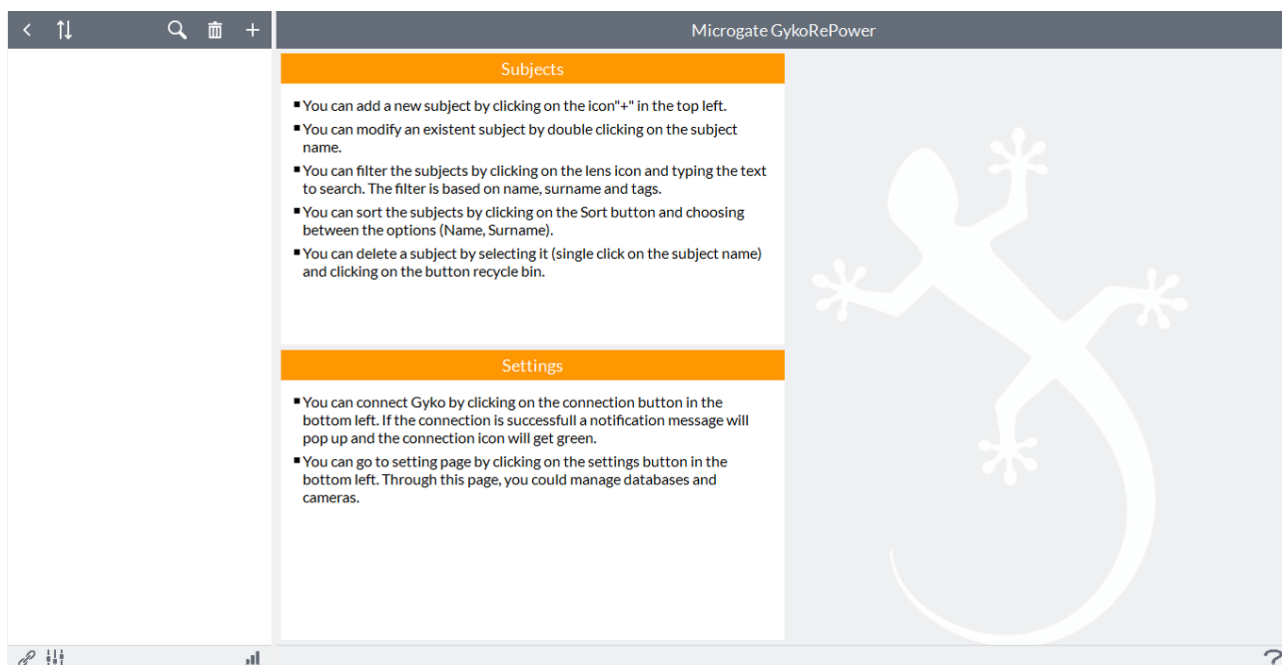 Microgate GykoRePower
Subjects
You can add a new subject by clicking on the icon"+" in the top left.
You can modify an existent subject by double clicking on the subject
name.
You can filter the subjects by clicking on the lens icon and typing the text
to search. The filter is based on name, surname and tags.
You can sort the subjects by clicking on the Sort button and choosing
between the options (Name, Surname).
You can delete a subject by selecting it (single click on the subject name)
and clicking on the button recycle bin.
Settings
You can connect Gyko by clicking on the connection button in the
bottom left. If the connection is successfull a notification message will
pop up and the connection icon will get green.
You can go to setting page by clicking on the settings button in the
bottom left. Through this page, you could manage databases and
cameras.
?